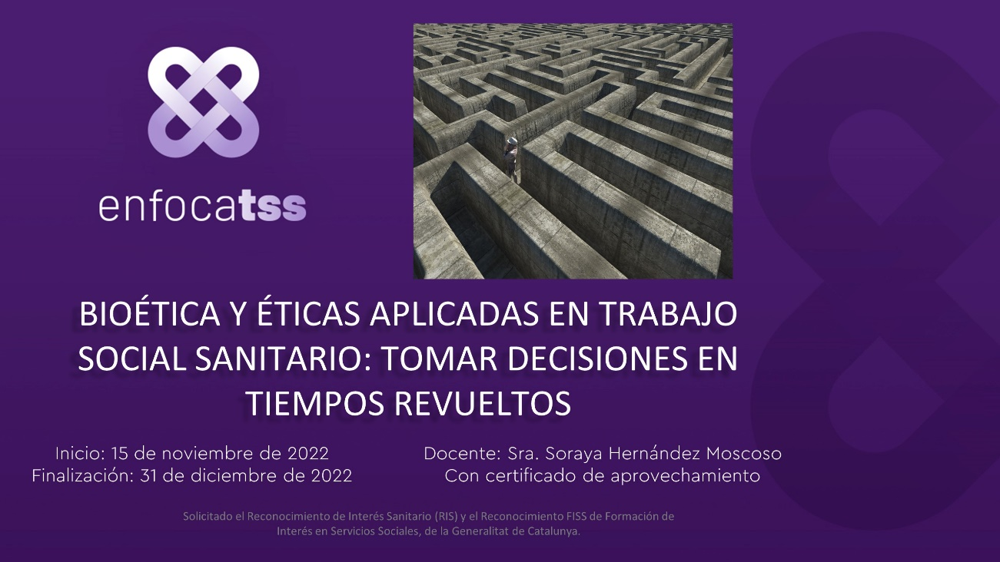 enfocatss
BIOÉTICA Y ÉTICAS APLICADAS EN TRABAJO
SOCIAL SANITARIO: TOMAR DECISIONES EN
TIEMPOS REVUELTOS
Inicio: 15 de noviembre de 2022
Finalización: 31 de diciembre de 2022
Docente: Sra. Soraya Hernández Moscoso
Con certificado de aprovechamiento
Solicitado el Reconocimiento de Interés Sanitario (RIS) y el Reconocimiento FISS de Formación de
Interés en Servicios Sociales, de la Generalitat de Catalunya.